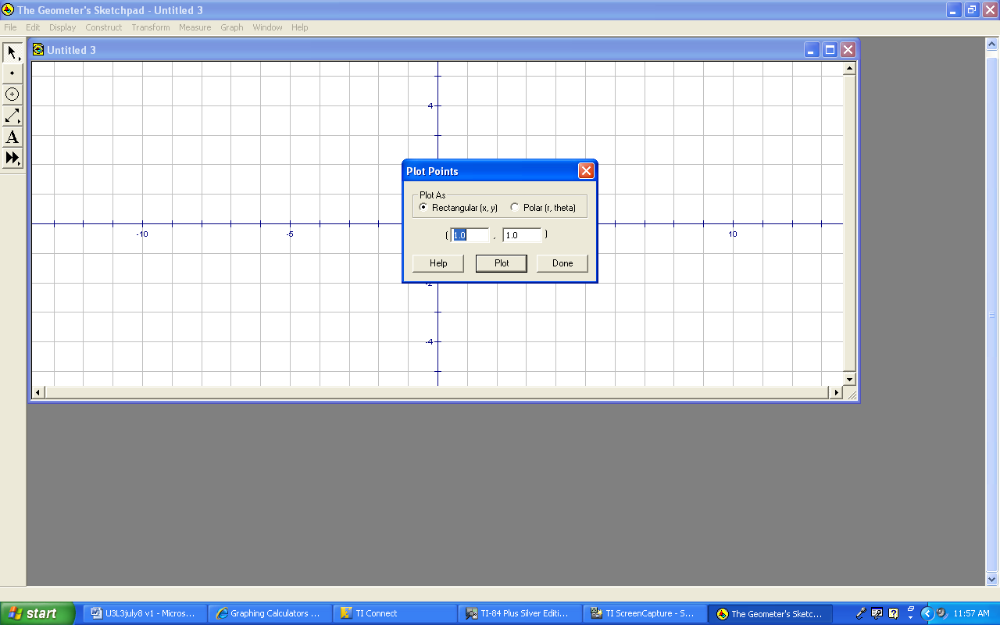 The Geometer's Sketchpad - Untitled 3
File Edit Display Construct Transform Measure Graph Window Help
Untitled 3
4
Plot Points
Plot As
Rectangular (x, y) Polar (r, theta)
-10 -5 10
( 1.0 , 1.0 )
Help Plot Done
-2
-4
A
start U3L3july8 v1 - Micros... Graphing Calculators ... TI Connect TI-84 Plus Silver Editi... TI ScreenCapture - S... The Geometer's Sketc... 11:57 AM